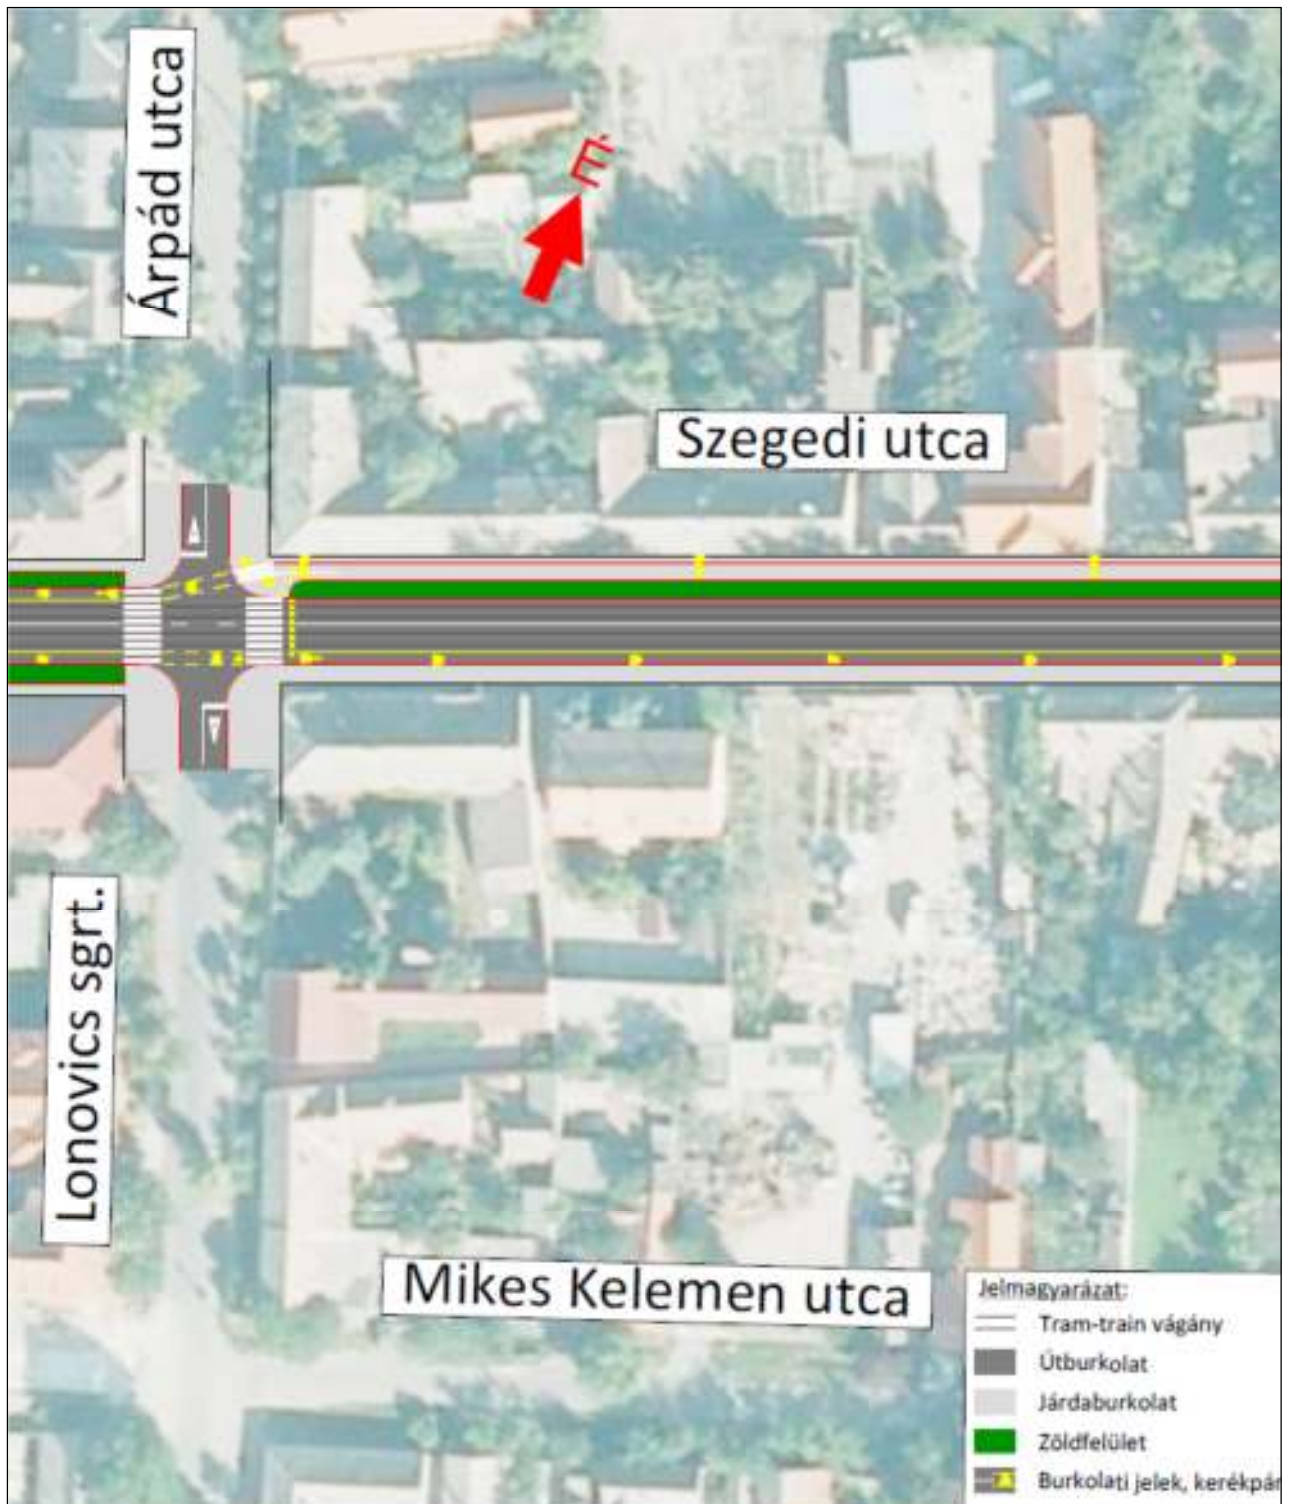 Árpád utca
É
Szegedi utca
Lonovics sgrt.
Mikes Kelemen utca
Jelmagyarázat:
Tram-train vágány
Útburkolat
Járdaburkolat
Zöldfelület
Burkolati jelek, kerékpár